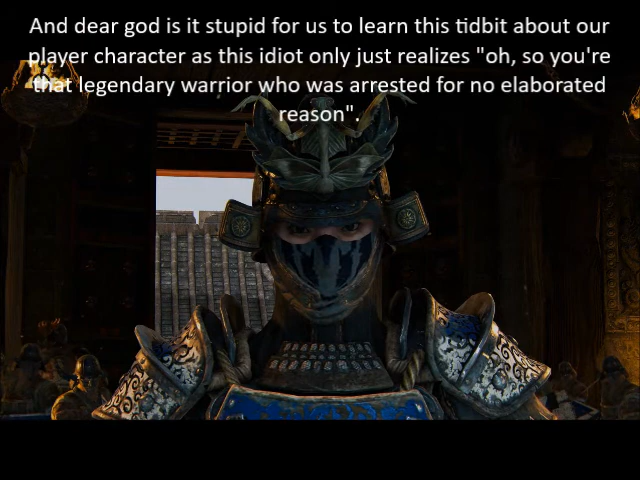 And dear god is it stupid for us to learn this tidbit about our
player character as this idiot only just realizes "oh, so you're
that legendary warrior who was arrested for no elaborated
reason".